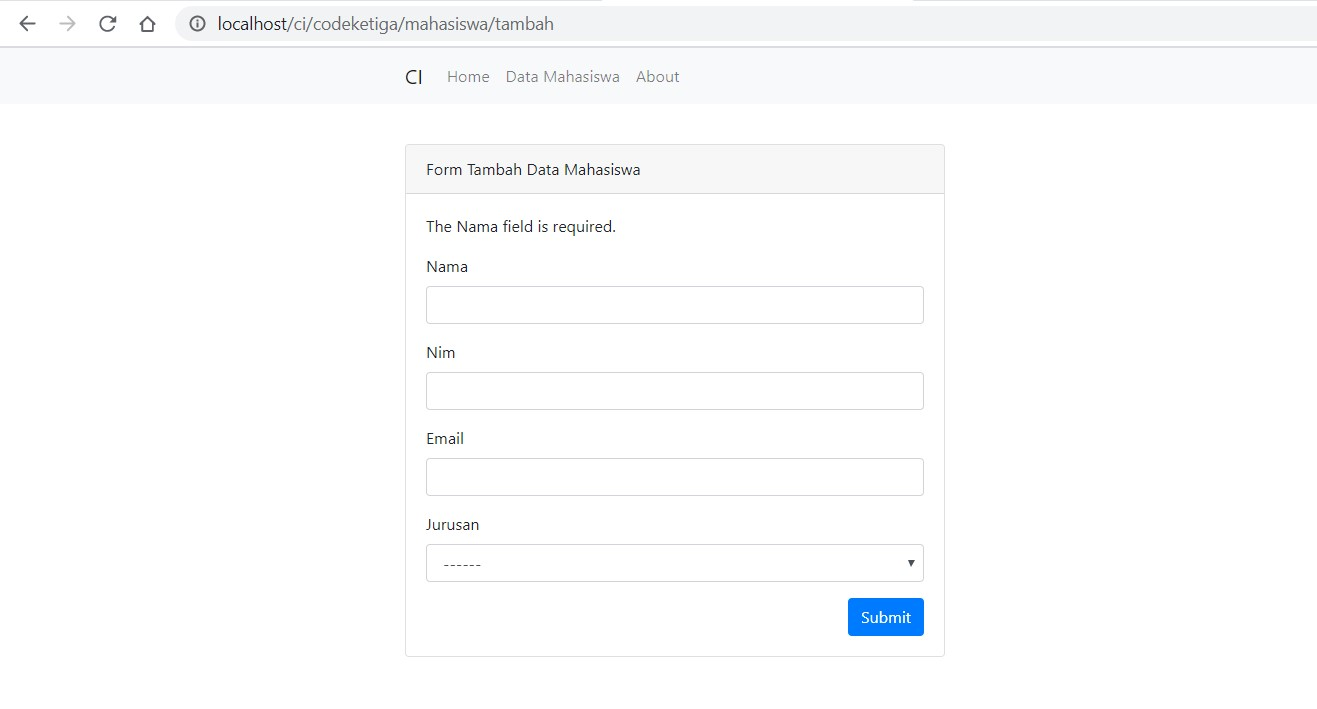 localhost/ci/codeketiga/mahasiswa/tambah
CI Home Data Mahasiswa About
Form Tambah Data Mahasiswa
The Nama field is required.
Nama
Nim
Email
Jurusan
------
Submit